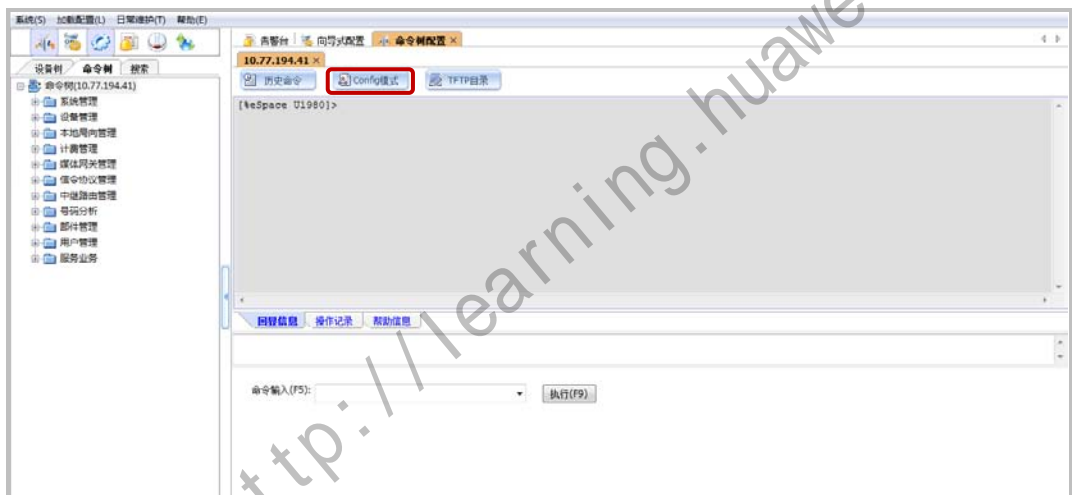 系统(S) 加载配置(L) 日常维护(T) 帮助(E)
告警台 向导式配置 命令树配置 ×
设备树 命令树 搜索
10.77.194.41 ×
历史命令 Config模式 TFTP目录
命令树(10.77.194.41)
[%eSpace U1980]>
系统管理
设备管理
本地局向管理
计费管理
媒体网关管理
信令协议管理
中继路由管理
号码分析
部件管理
用户管理
服务业务
回显信息 操作记录 帮助信息
命令输入(F5): 执行(F9)
http://learning.huawe